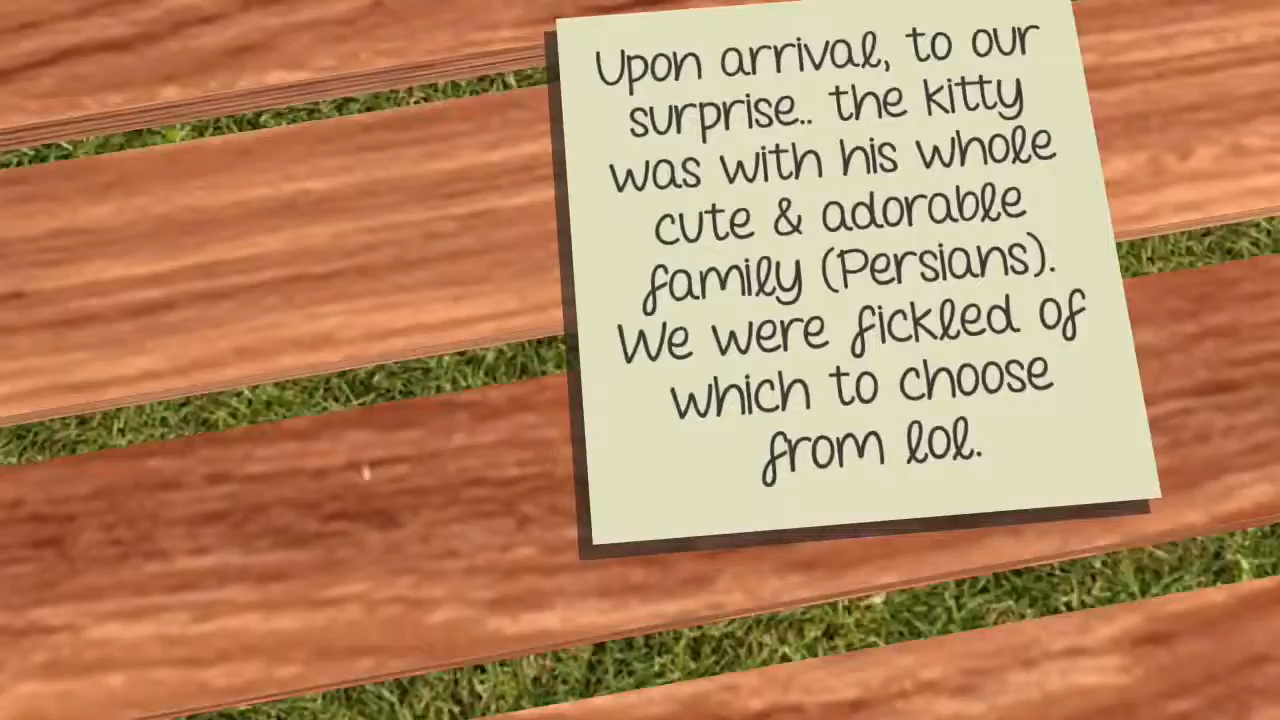 Upon arrival, to our
surprise.. the kitty
was with his whole
cute & adorable
family (Persians).
We were fickled of
which to choose
from lol.